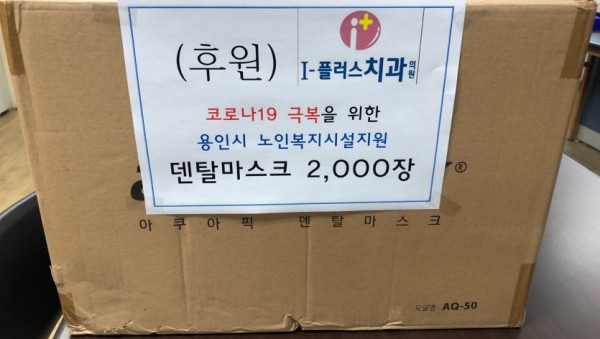 (후원)
i+
I-플러스치과의원
코로나19 극복을 위한
용인시 노인복지시설지원
덴탈마스크 2,000장
®
아쿠아픽 덴탈마스크
모델명 AQ-50